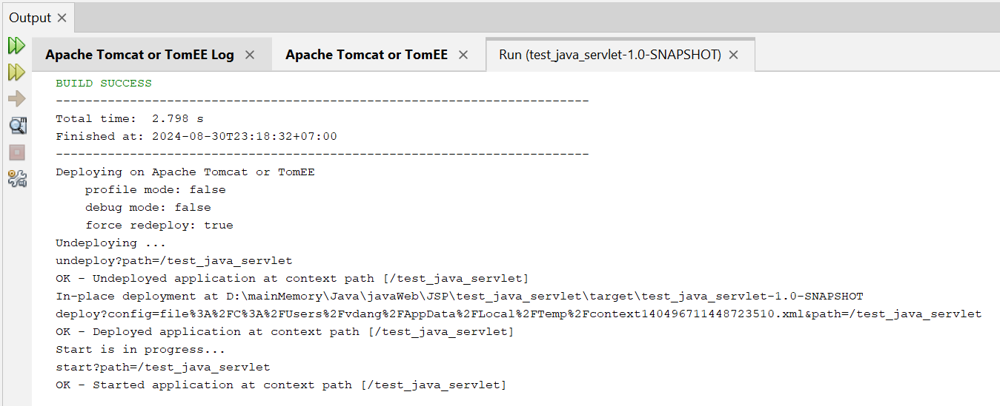 Output
Apache Tomcat or TomEE Log
Apache Tomcat or TomEE
Run (test_java_servlet-1.0-SNAPSHOT)
BUILD SUCCESS
------------------------------------------------------------------------
Total time:  2.798 s
Finished at: 2024-08-30T23:18:32+07:00
------------------------------------------------------------------------
Deploying on Apache Tomcat or TomEE
    profile mode: false
    debug mode: false
    force redeploy: true
Undeploying ...
undeploy?path=/test_java_servlet
OK - Undeployed application at context path [/test_java_servlet]
In-place deployment at D:\mainMemory\Java\javaWeb\JSP\test_java_servlet\target\test_java_servlet-1.0-SNAPSHOT
deploy?config=file%3A%2FC%3A%2FUsers%2Fvdang%2FAppData%2FLocal%2FTemp%2Fcontext140496711448723510.xml&path=/test_java_servlet
OK - Deployed application at context path [/test_java_servlet]
Start is in progress...
start?path=/test_java_servlet
OK - Started application at context path [/test_java_servlet]